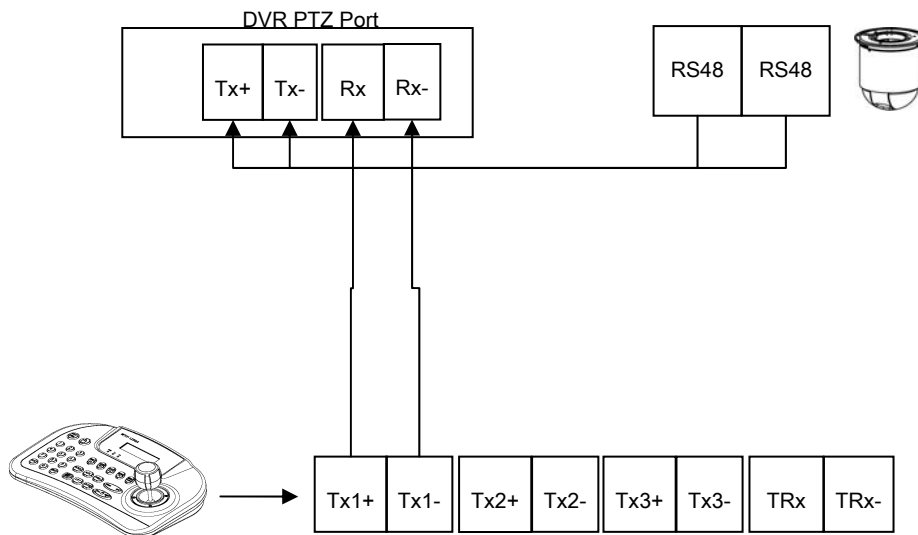 DVR PTZ Port
Tx+ Tx- Rx Rx-
RS48 RS48
Tx1+ Tx1- Tx2+ Tx2- Tx3+ Tx3- TRx TRx-